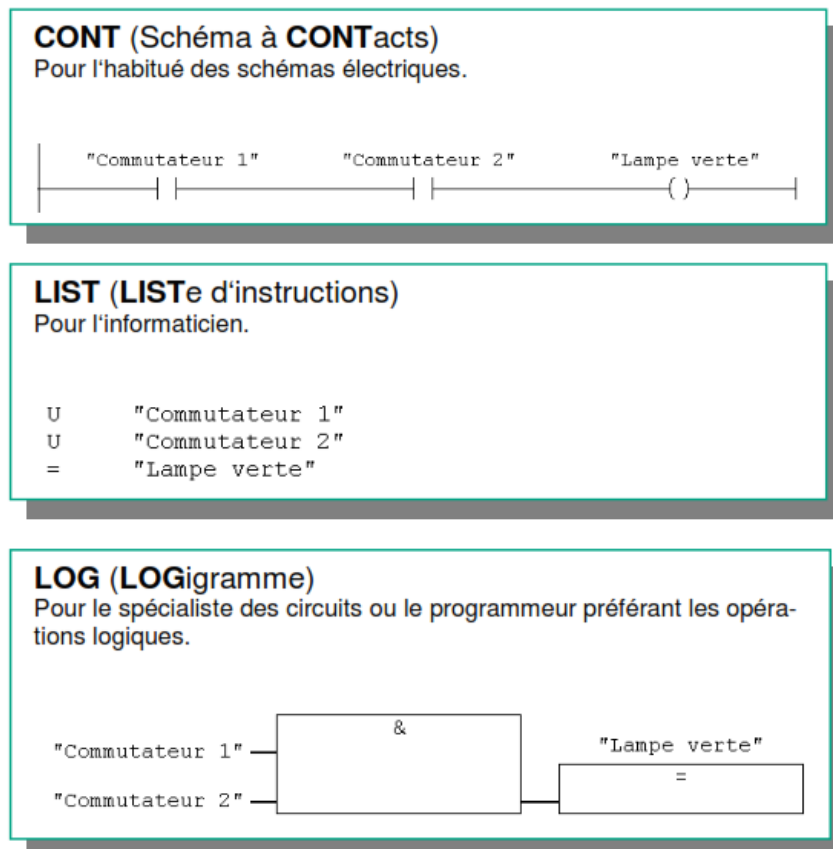 CONT (Schéma à CONTacts)
Pour l‘habitué des schémas électriques.
"Commutateur 1" "Commutateur 2" "Lampe verte"
LIST (LISTe d‘instructions)
Pour l‘informaticien.
U "Commutateur 1"
U "Commutateur 2"
= "Lampe verte"
LOG (LOGigramme)
Pour le spécialiste des circuits ou le programmeur préférant les opéra-
tions logiques.
&
"Commutateur 1" "Lampe verte"
=
"Commutateur 2"